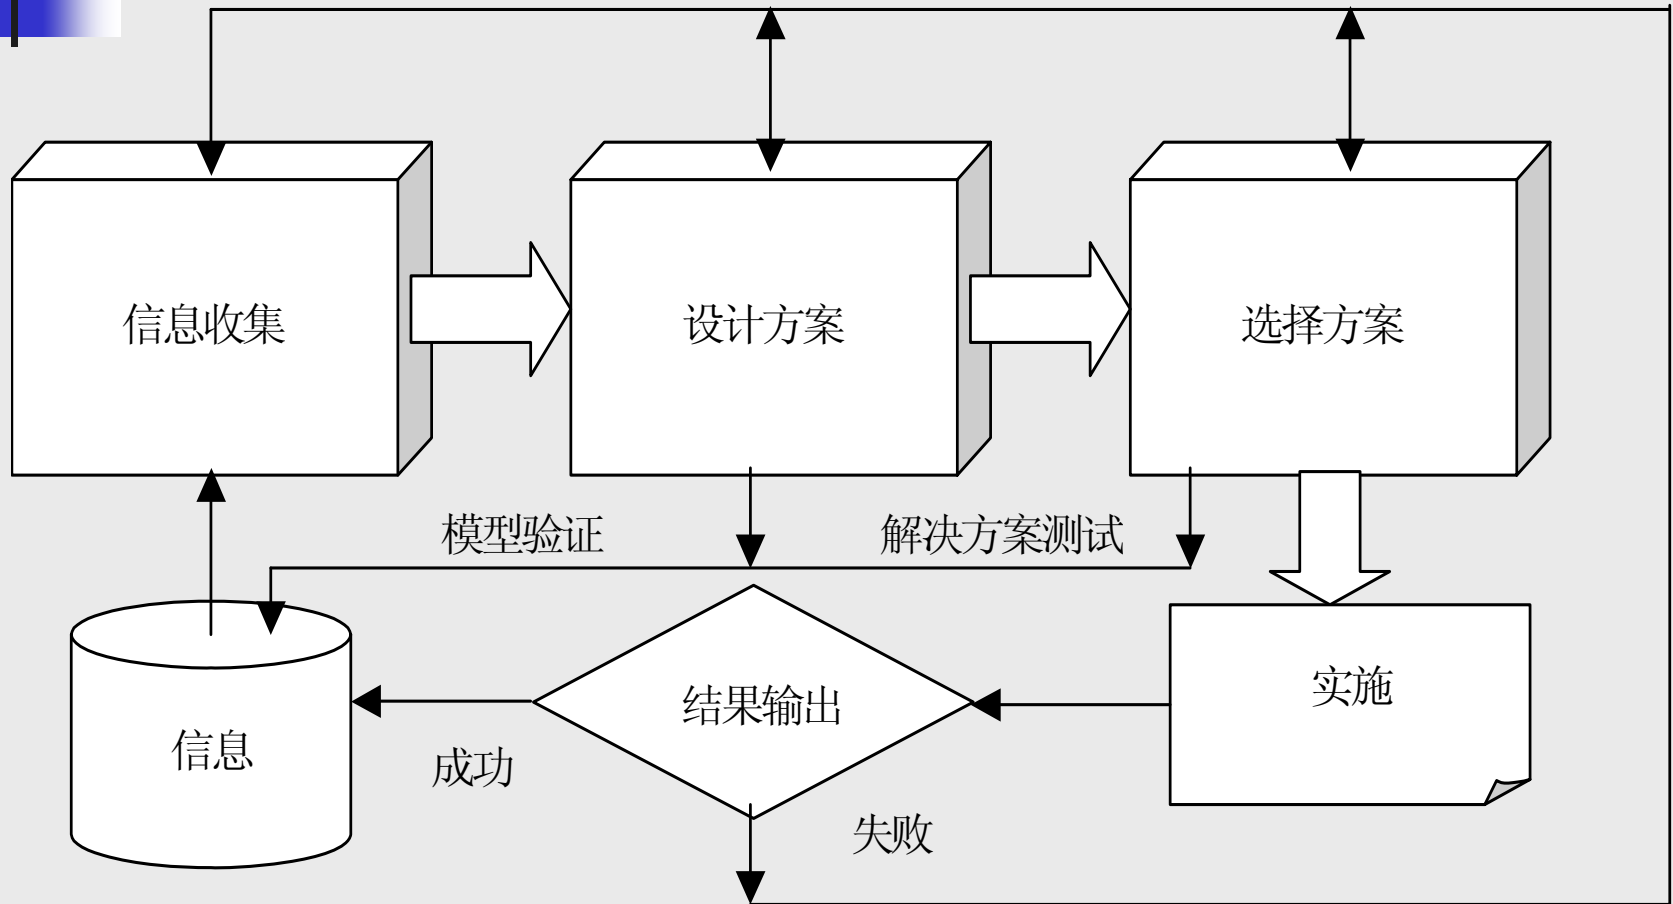 信息收集
设计方案
选择方案
模型验证
解决方案测试
实施
结果输出
信息
成功
失败